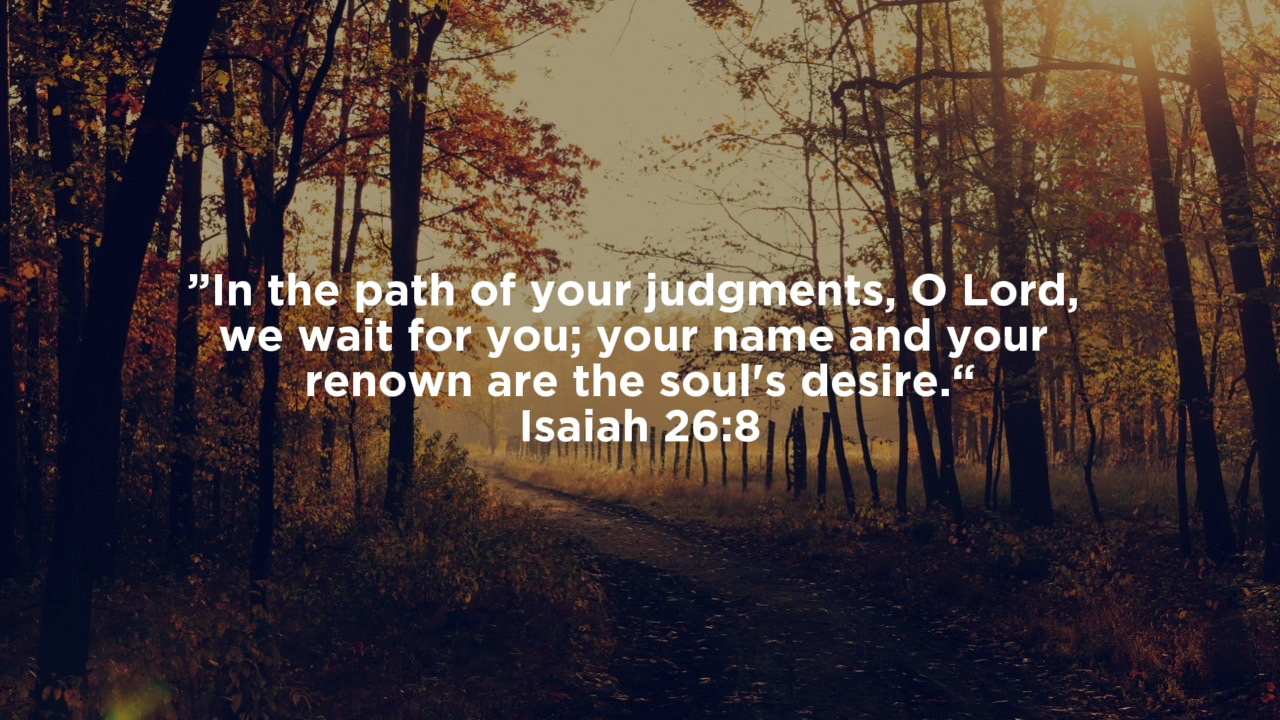 ”In the path of your judgments, O Lord,
we wait for you; your name and your
renown are the soul's desire.“
Isaiah 26:8